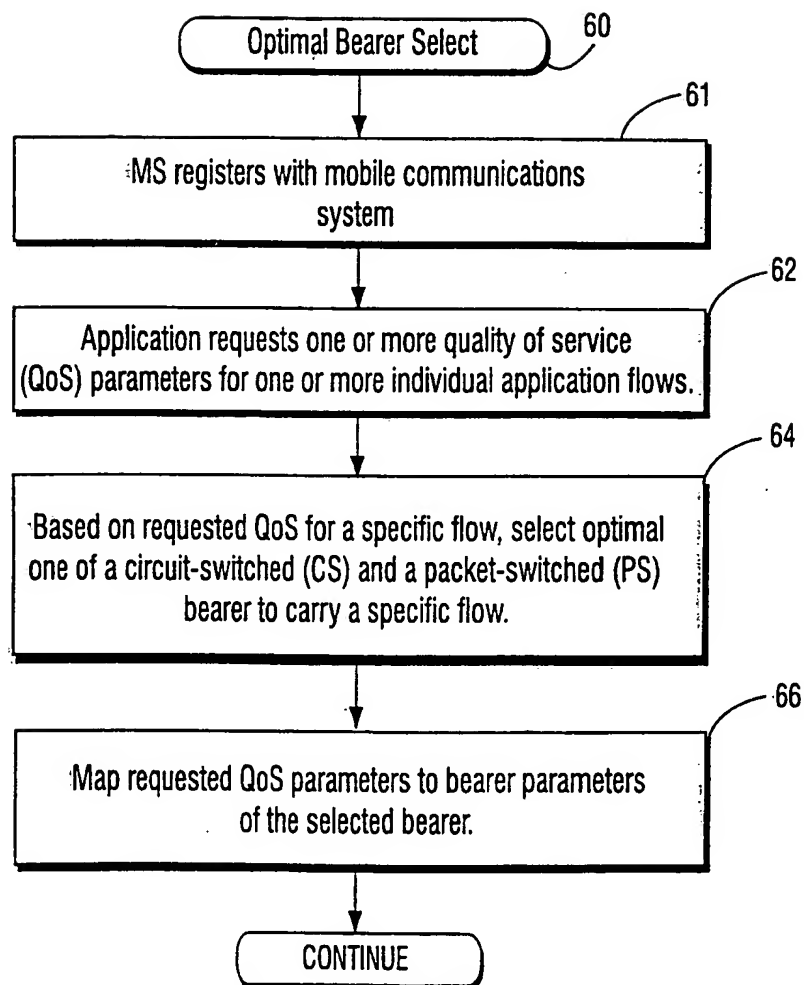 Optimal Bearer Select
60
61
MS registers with mobile communications
system
62
Application requests one or more quality of service
(QoS) parameters for one or more individual application flows.
64
Based on requested QoS for a specific flow, select optimal
one of a circuit-switched (CS) and a packet-switched (PS)
bearer to carry a specific flow.
66
Map requested QoS parameters to bearer parameters
of the selected bearer.
CONTINUE